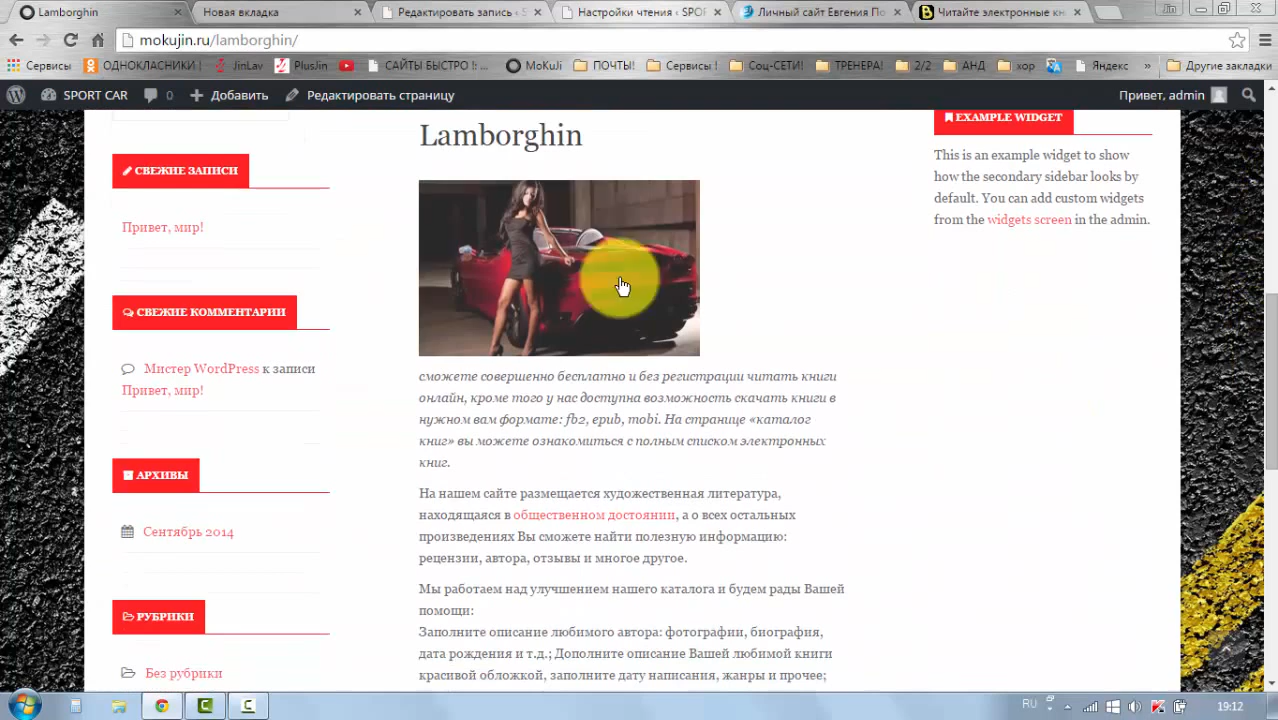 Lamborghini
Новая вкладка
Редактировать запись ‹ S
Настройки чтения ‹ SPOF
Личный сайт Евгения По
Читайте электронные кн
mokujin.ru/lamborghin/
Сервисы
ОДНОКЛАСНИКИ !
JinLav
PlusJin
САЙТЫ БЫСТРО !: ...
MoKuJi
ПОЧТЫ!
Сервисы !
Соц-СЕТИ!
ТРЕНЕРА!
2/2
АНД
хор
Яндекс
»
Другие закладки
SPORT CAR
0
Добавить
Редактировать страницу
Привет, admin
Lamborghin
EXAMPLE WIDGET
This is an example widget to show
how the secondary sidebar looks by
default. You can add custom widgets
from the widgets screen in the admin.
СВЕЖИЕ ЗАПИСИ
Привет, мир!
СВЕЖИЕ КОММЕНТАРИИ
Мистер WordPress к записи
Привет, мир!
АРХИВЫ
Сентябрь 2014
РУБРИКИ
Без рубрики
сможете совершенно бесплатно и без регистрации читать книги
онлайн, кроме того у нас доступна возможность скачать книги в
нужном вам формате: fb2, epub, mobi. На странице «каталог
книг» вы можете ознакомиться с полным списком электронных
книг.
На нашем сайте размещается художественная литература,
находящаяся в общественном достоянии, а о всех остальных
произведениях Вы сможете найти полезную информацию:
рецензии, автора, отзывы и многое другое.
Мы работаем над улучшением нашего каталога и будем рады Вашей
помощи:
Заполните описание любимого автора: фотографии, биография,
дата рождения и т.д.; Дополните описание Вашей любимой книги
красивой обложкой, заполните дату написания, жанры и прочее;
RU
19:12